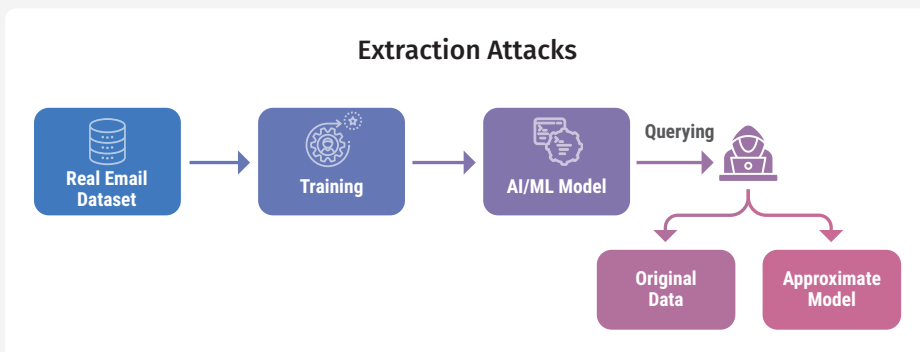 Extraction Attacks
Real Email
Dataset
Training
AI/ML Model
Querying
Original
Data
Approximate
Model